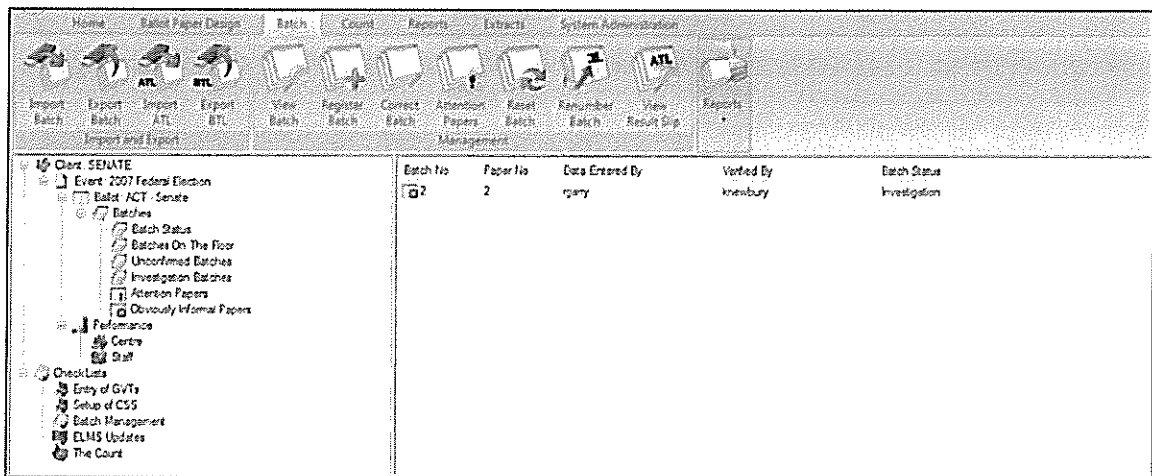 Home Ballot Paper Design Batch Count Reports Extracts System Administration
ATL BTL ATL
Import Export Import Export View Register Correct Attention Reset Renumber View Reports
Batch Batch ATL BTL Batch Batch Batch Papers Batch Batch Result Slip
Import and Export Management
Client: SENATE
Event: 2007 Federal Election
Ballot: ACT - Senate
Batches
Batch Status
Batches On The Floor
Unconfirmed Batches
Investigation Batches
Attention Papers
Obviously Informal Papers
Performance
Centre
Staff
CheckLists
Entry of GVTs
Setup of CSS
Batch Management
ELMS Updates
The Count
Batch No Paper No Data Entered By Verified By Batch Status
2 2 rgarry knewbury Investigation